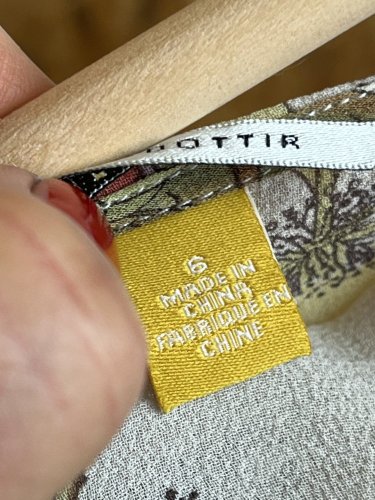 HOTTIR
6
MADE IN
CHINA
FABRIQUE EN
CHINE